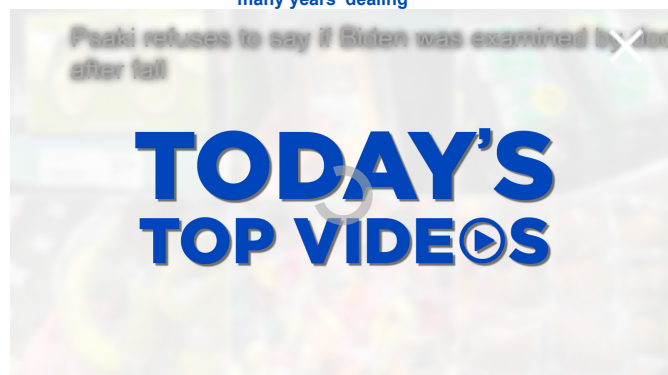 many years' dealing
Psaki refuses to say if Biden was examined by
after fall
TODAY'S
TOP VIDEOS